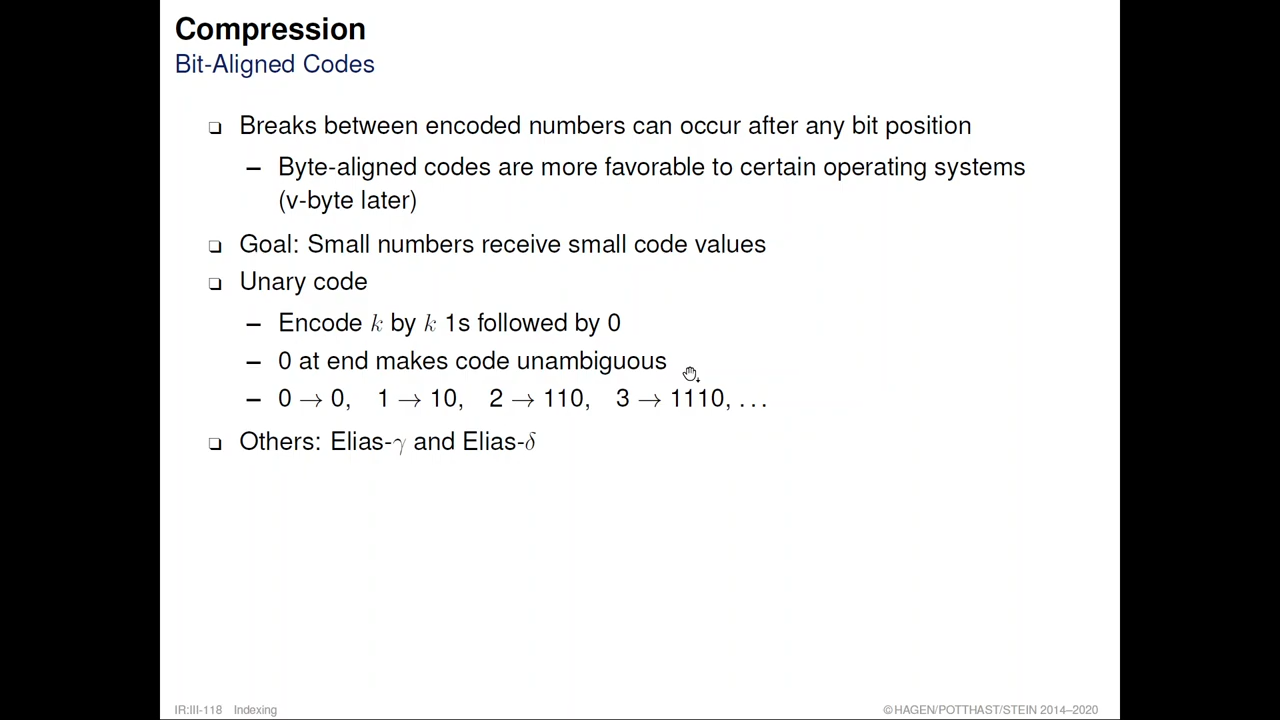 Compression
Bit-Aligned Codes
❑ Breaks between encoded numbers can occur after any bit position
– Byte-aligned codes are more favorable to certain operating systems
(v-byte later)
❑ Goal: Small numbers receive small code values
❑ Unary code
– Encode k by k 1s followed by 0
– 0 at end makes code unambiguous
– 0 → 0, 1 → 10, 2 → 110, 3 → 1110, . . .
❑ Others: Elias-γ and Elias-δ
IR:III-118 Indexing ©HAGEN/POTTHAST/STEIN 2014–2020